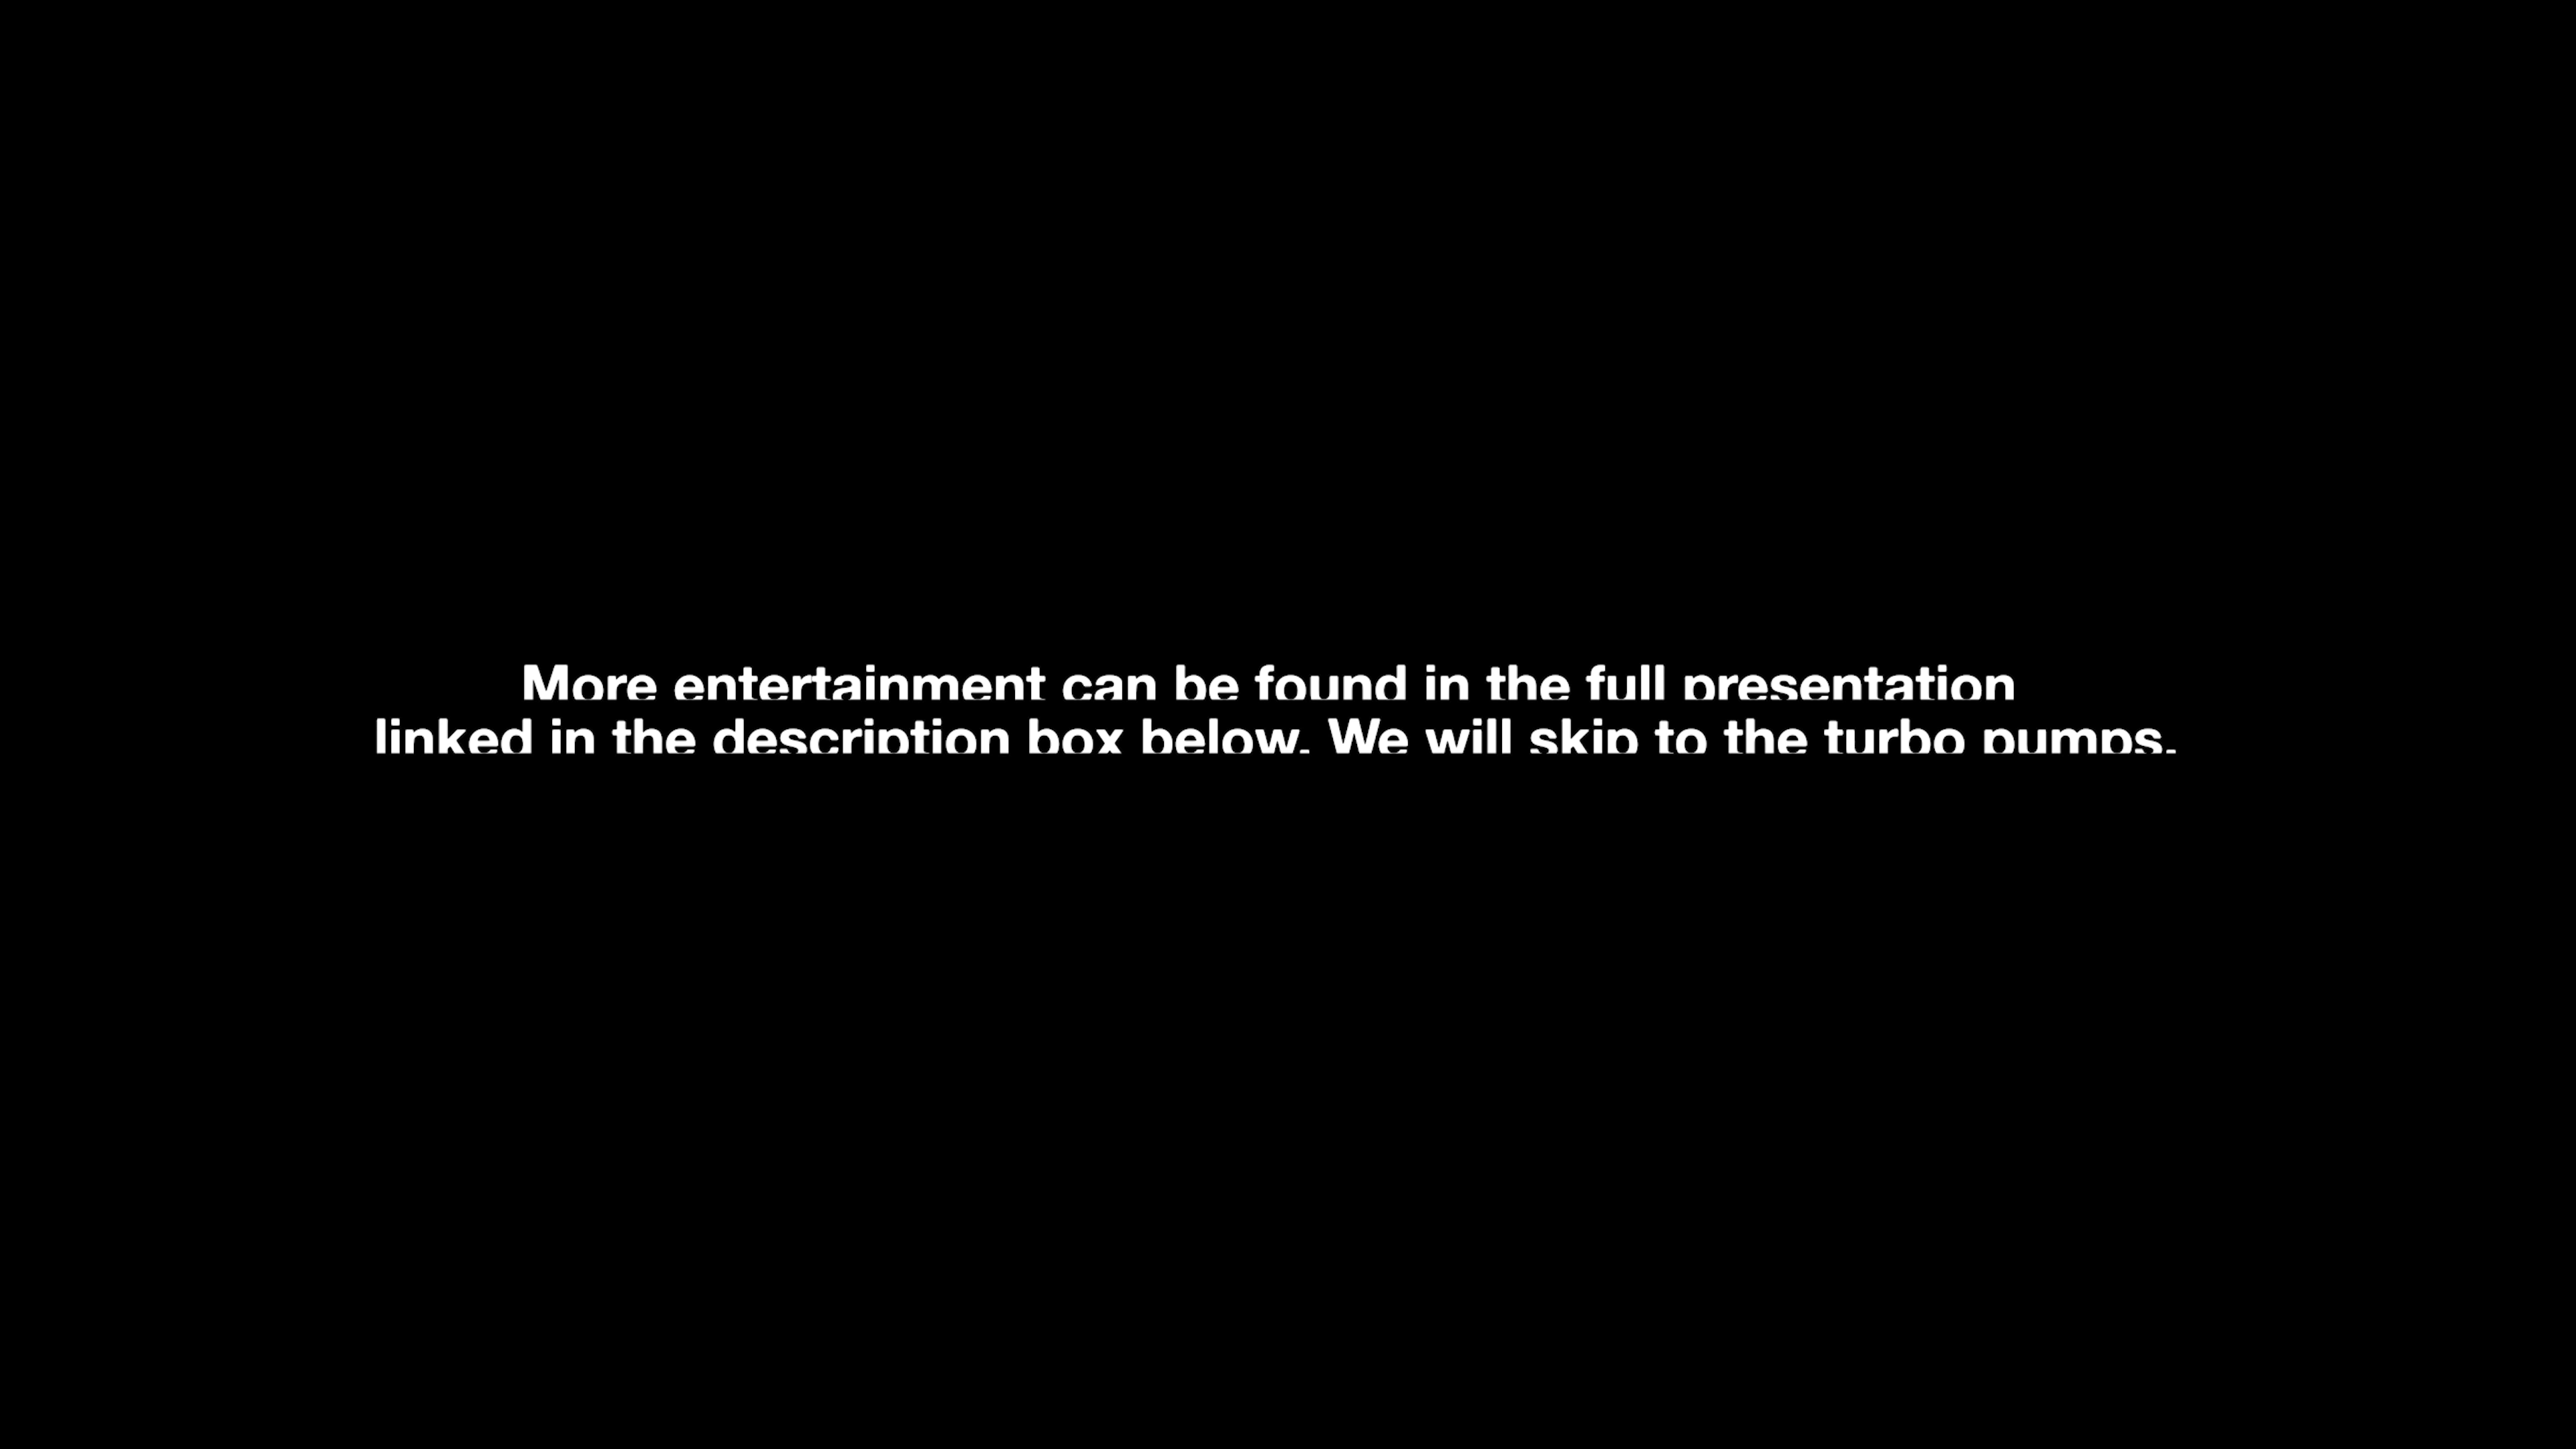 More entertainment can be found in the full presentation
linked in the description box below. We will skip to the turbo pumps.